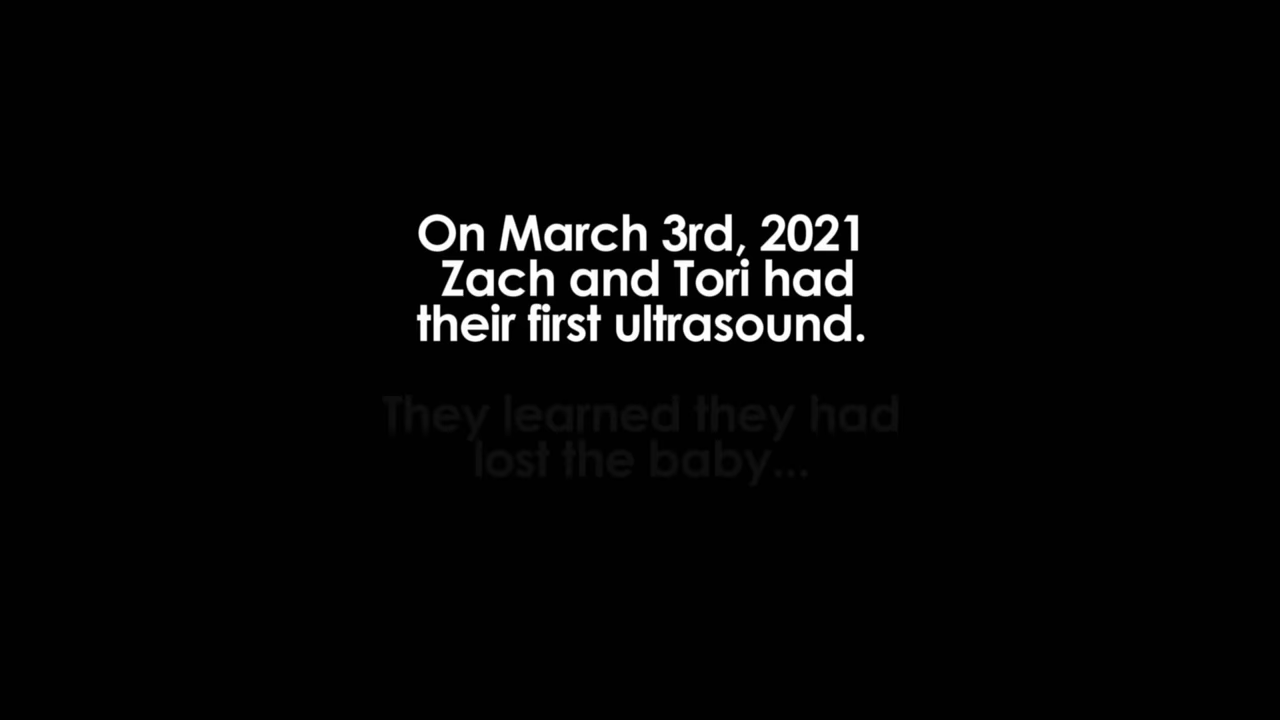 On March 3rd, 2021
Zach and Tori had
their first ultrasound.
They learned they had
lost the baby...